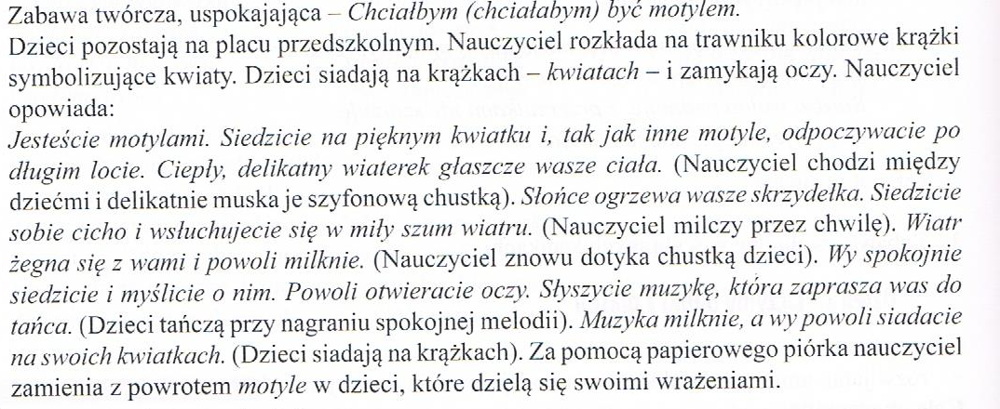 Zabawa twórcza, uspokajająca – Chciałbym (chciałabym) być motylem.
Dzieci pozostają na placu przedszkolnym. Nauczyciel rozkłada na trawniku kolorowe krążki
symbolizujące kwiaty. Dzieci siadają na krążkach – kwiatach – i zamykają oczy. Nauczyciel
opowiada:
Jesteście motylami. Siedzicie na pięknym kwiatku i, tak jak inne motyle, odpoczywacie po
długim locie. Ciepły, delikatny wiaterek głaszcze wasze ciała. (Nauczyciel chodzi między
dziećmi i delikatnie muska je szyfonową chustką). Słońce ogrzewa wasze skrzydełka. Siedzicie
sobie cicho i wsłuchujecie się w miły szum wiatru. (Nauczyciel milczy przez chwilę). Wiatr
żegna się z wami i powoli milknie. (Nauczyciel znowu dotyka chustką dzieci). Wy spokojnie
siedzicie i myślicie o nim. Powoli otwieracie oczy. Słyszycie muzykę, która zaprasza was do
tańca. (Dzieci tańczą przy nagraniu spokojnej melodii). Muzyka milknie, a wy powoli siadacie
na swoich kwiatkach. (Dzieci siadają na krążkach). Za pomocą papierowego piórka nauczyciel
zamienia z powrotem motyle w dzieci, które dzielą się swoimi wrażeniami.